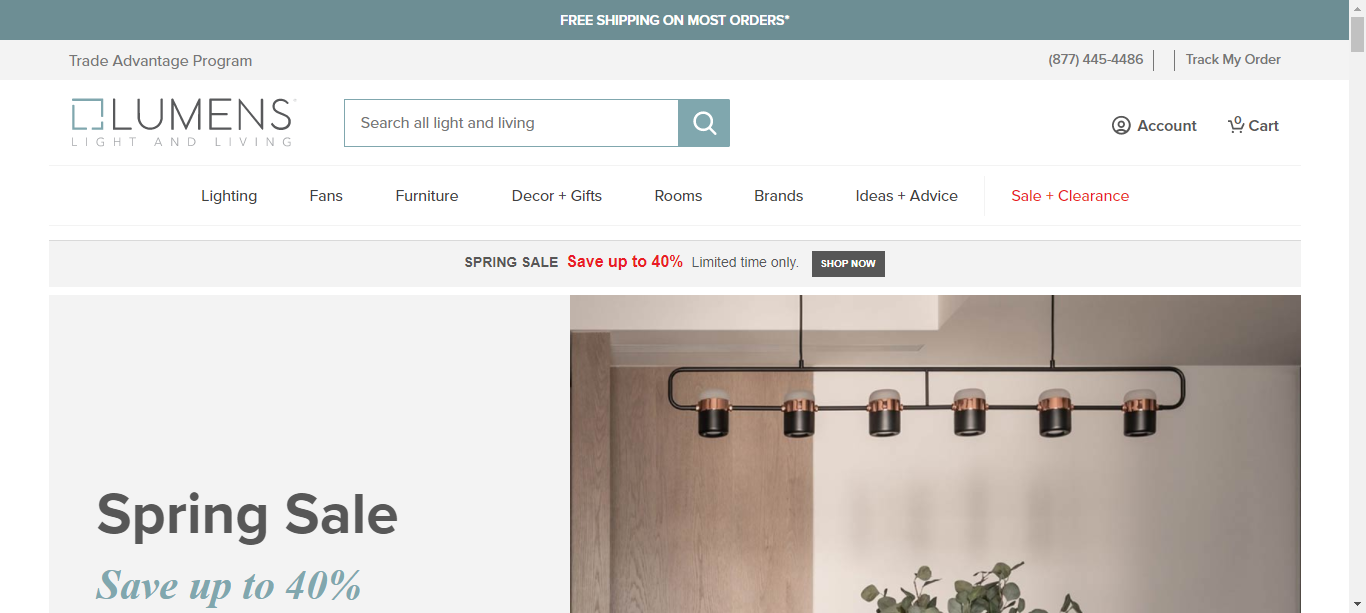 FREE SHIPPING ON MOST ORDERS*
Trade Advantage Program
(877) 445-4486
Track My Order
LUMENS
LIGHT AND LIVING
Search all light and living
Account
0
Cart
Lighting
Fans
Furniture
Decor + Gifts
Rooms
Brands
Ideas + Advice
Sale + Clearance
SPRING SALE Save up to 40% Limited time only. SHOP NOW
Spring Sale
Save up to 40%